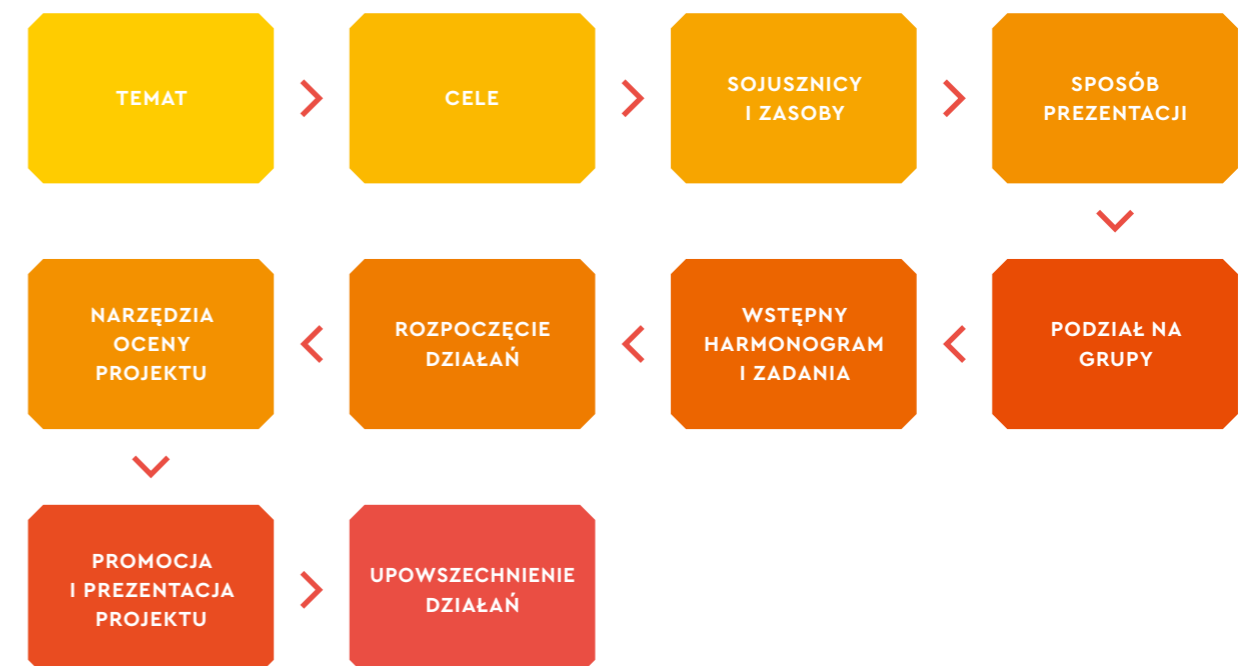 TEMAT
CELE
SOJUSZNICY
I ZASOBY
SPOSÓB
PREZENTACJI
PODZIAŁ NA
GRUPY
WSTĘPNY
HARMONOGRAM
I ZADANIA
ROZPOCZĘCIE
DZIAŁAŃ
NARZĘDZIA
OCENY
PROJEKTU
PROMOCJA
I PREZENTACJA
PROJEKTU
UPOWSZECHNIENIE
DZIAŁAŃ